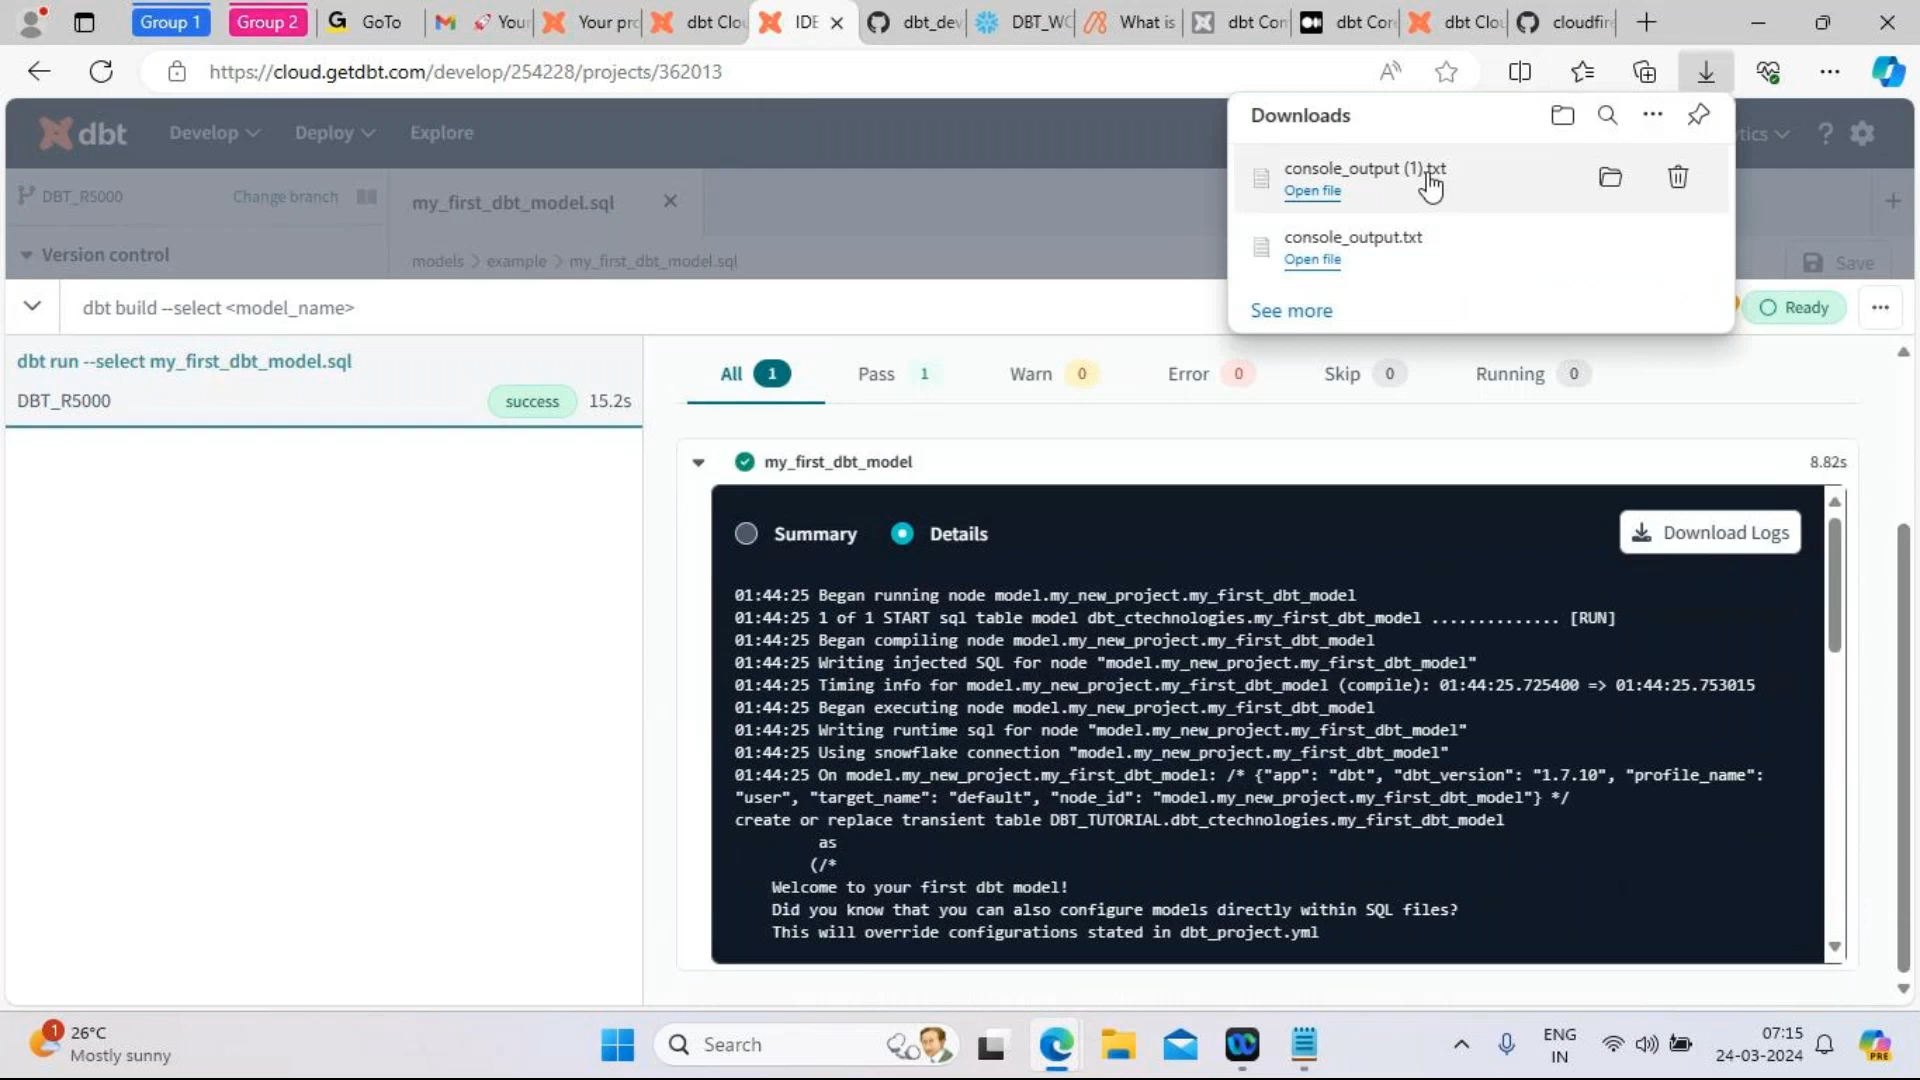 Group 1
Group 2
GoTo
Your
Your pro
dbt Clou
IDE
dbt_dev
DBT_WO
What is
dbt Con
dbt Cor
dbt Clou
cloudfire
https://cloud.getdbt.com/develop/254228/projects/362013
dbt
Develop
Deploy
Explore
tics
Downloads
console_output (1).txt
Open file
console_output.txt
Open file
See more
DBT_R5000
Change branch
my_first_dbt_model.sql
Version control
models > example > my_first_dbt_model.sql
Save
dbt build --select <model_name>
Ready
dbt run --select my_first_dbt_model.sql
DBT_R5000
success
15.2s
All 1
Pass 1
Warn 0
Error 0
Skip 0
Running 0
my_first_dbt_model
8.82s
Summary
Details
Download Logs
01:44:25 Began running node model.my_new_project.my_first_dbt_model
01:44:25 1 of 1 START sql table model dbt_ctechnologies.my_first_dbt_model .............. [RUN]
01:44:25 Began compiling node model.my_new_project.my_first_dbt_model
01:44:25 Writing injected SQL for node "model.my_new_project.my_first_dbt_model"
01:44:25 Timing info for model.my_new_project.my_first_dbt_model (compile): 01:44:25.725400 => 01:44:25.753015
01:44:25 Began executing node model.my_new_project.my_first_dbt_model
01:44:25 Writing runtime sql for node "model.my_new_project.my_first_dbt_model"
01:44:25 Using snowflake connection "model.my_new_project.my_first_dbt_model"
01:44:25 On model.my_new_project.my_first_dbt_model: /* {"app": "dbt", "dbt_version": "1.7.10", "profile_name":
"user", "target_name": "default", "node_id": "model.my_new_project.my_first_dbt_model"} */
create or replace transient table DBT_TUTORIAL.dbt_ctechnologies.my_first_dbt_model
as
(/*
Welcome to your first dbt model!
Did you know that you can also configure models directly within SQL files?
This will override configurations stated in dbt_project.yml
1
26°C
Mostly sunny
Search
ENG
IN
07:15
24-03-2024
PRE